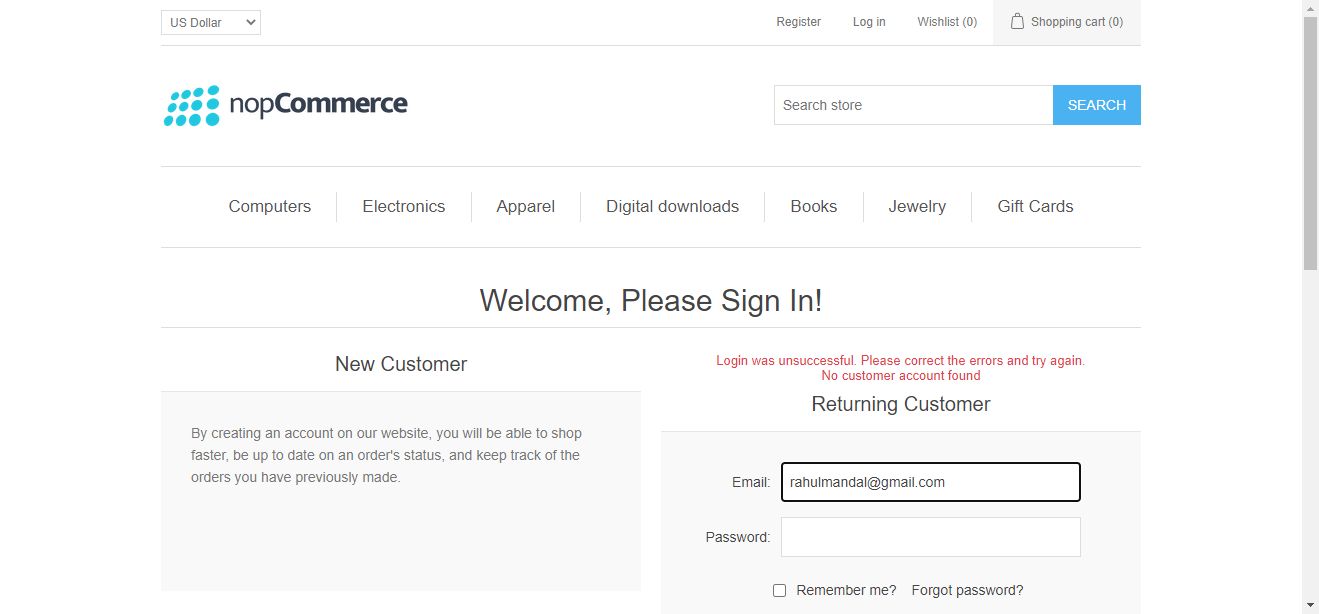 US Dollar
Register Log in Wishlist (0) Shopping cart (0)
nopCommerce
Search store SEARCH
Computers Electronics Apparel Digital downloads Books Jewelry Gift Cards
Welcome, Please Sign In!
New Customer
By creating an account on our website, you will be able to shop
faster, be up to date on an order's status, and keep track of the
orders you have previously made.
Login was unsuccessful. Please correct the errors and try again.
No customer account found
Returning Customer
Email: rahulmandal@gmail.com
Password:
Remember me? Forgot password?